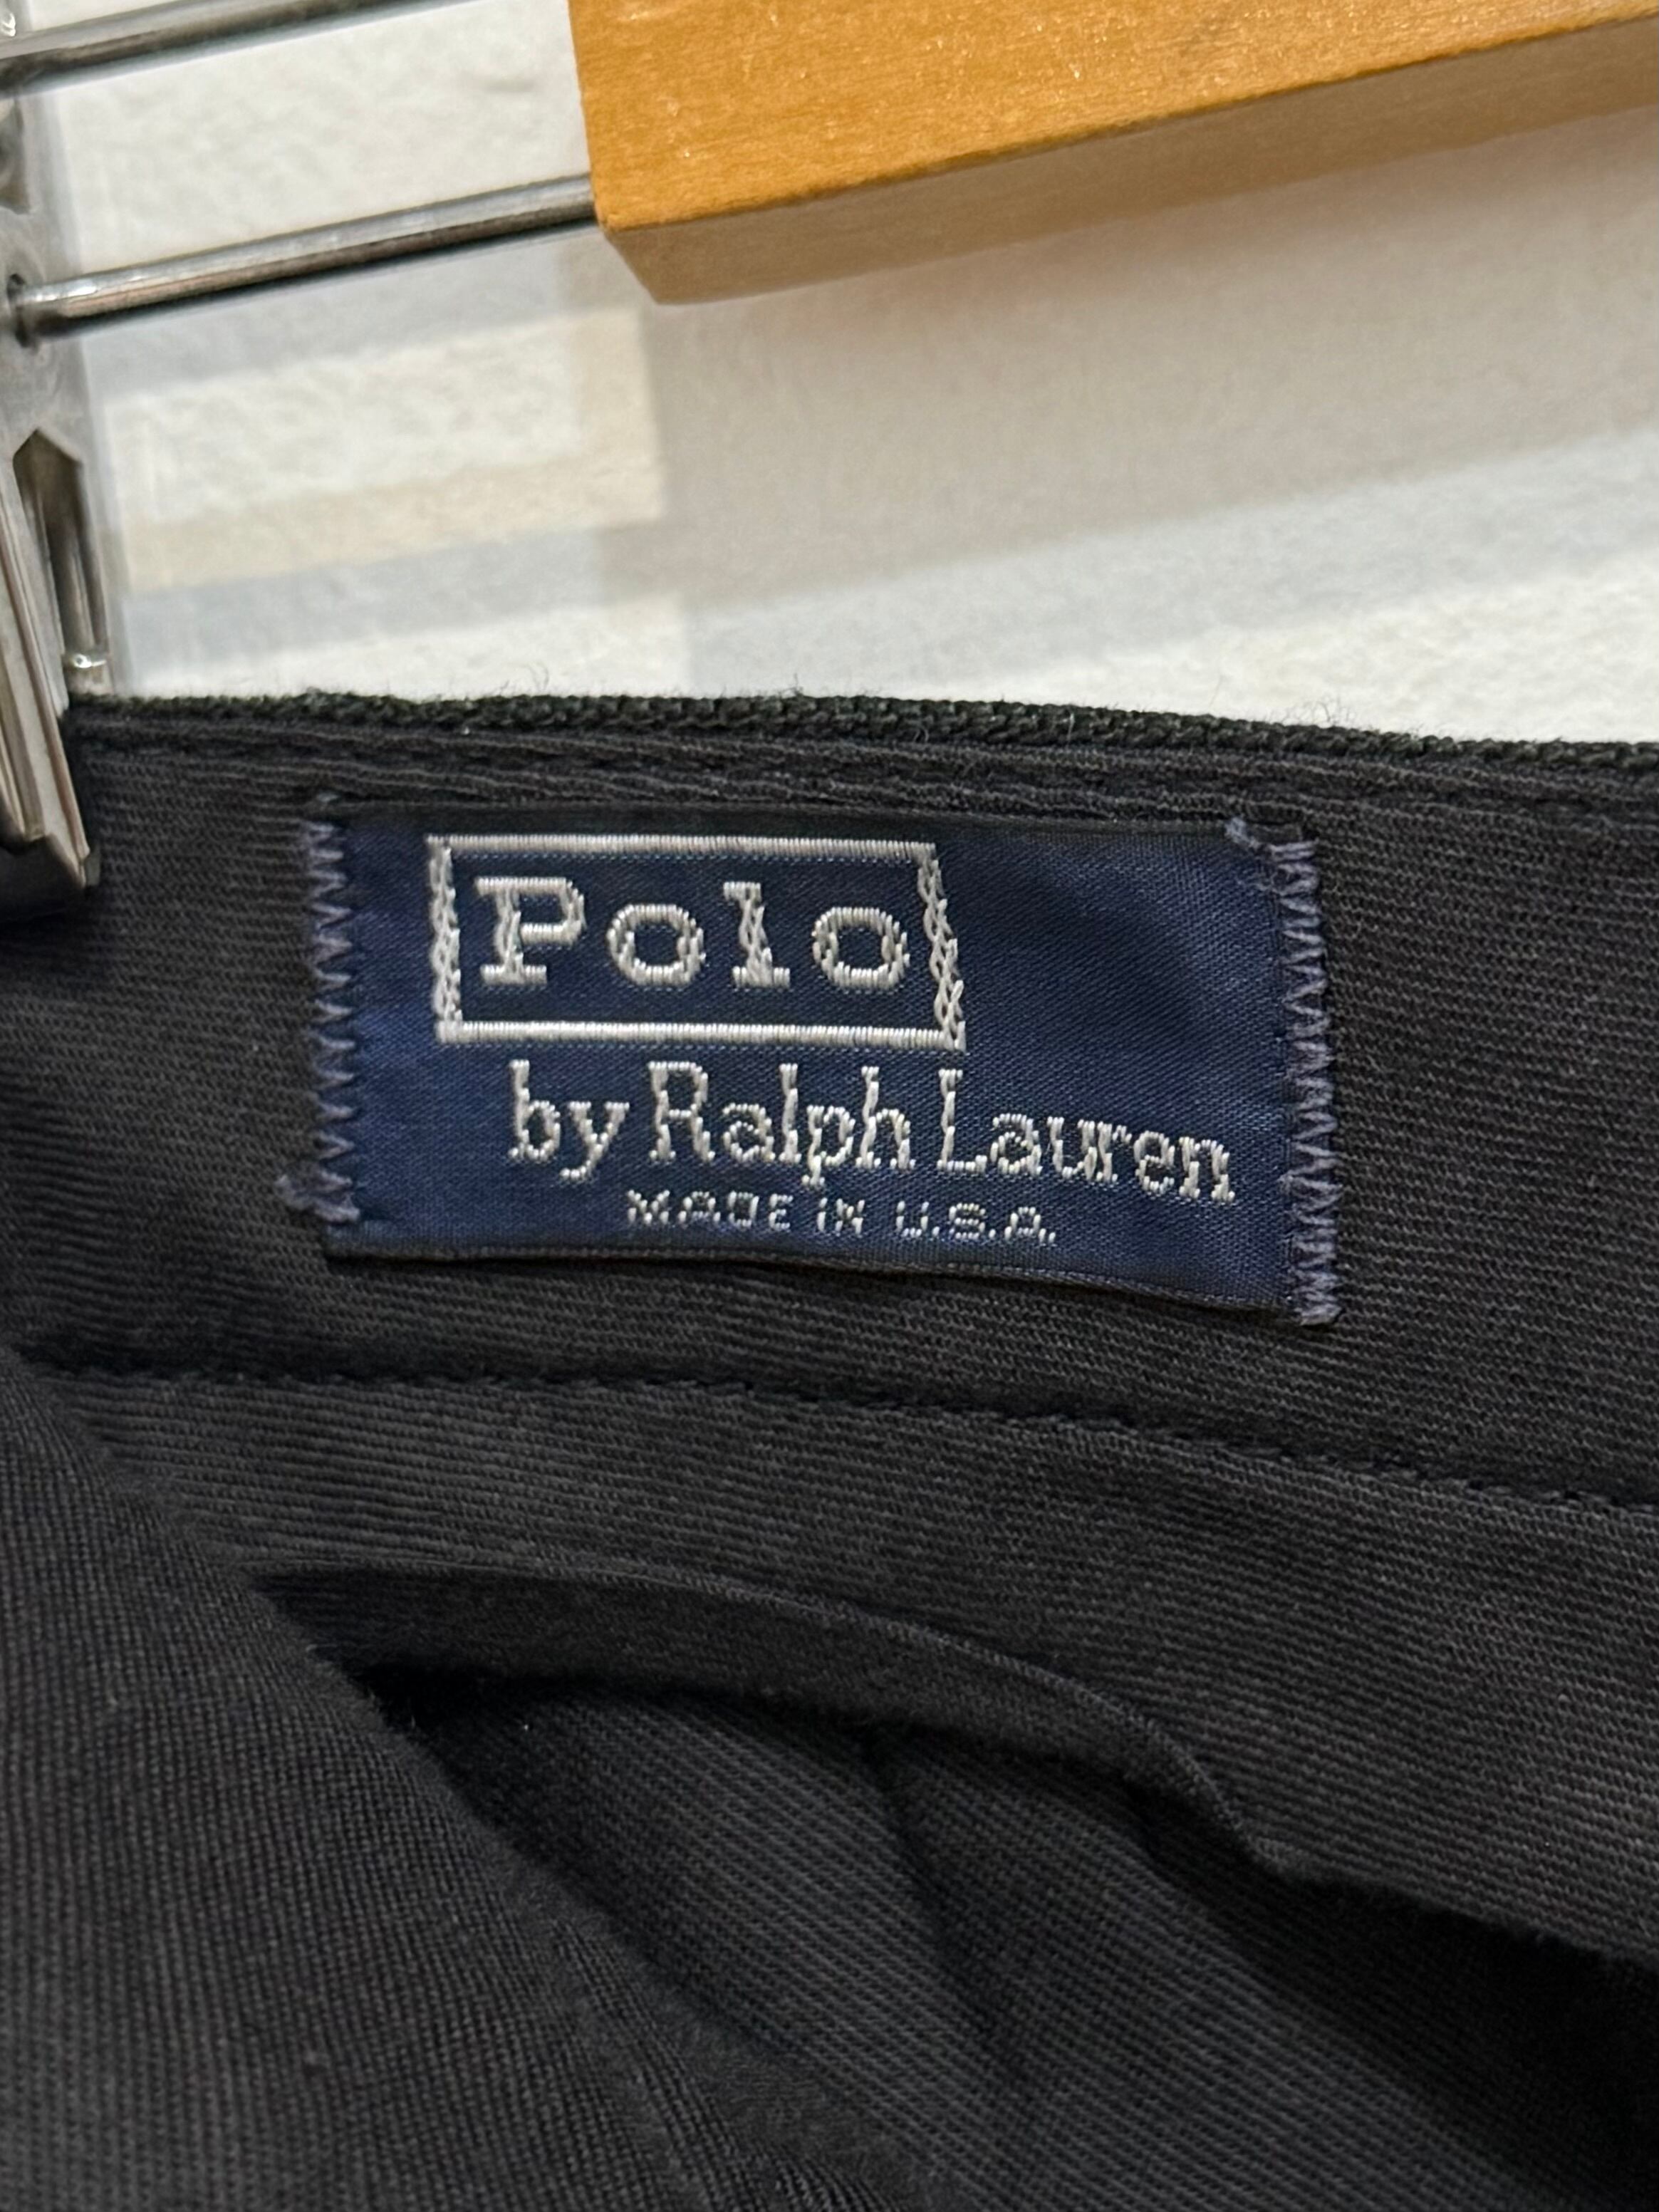 Polo
by Ralph Lauren
MADE IN U.S.A.